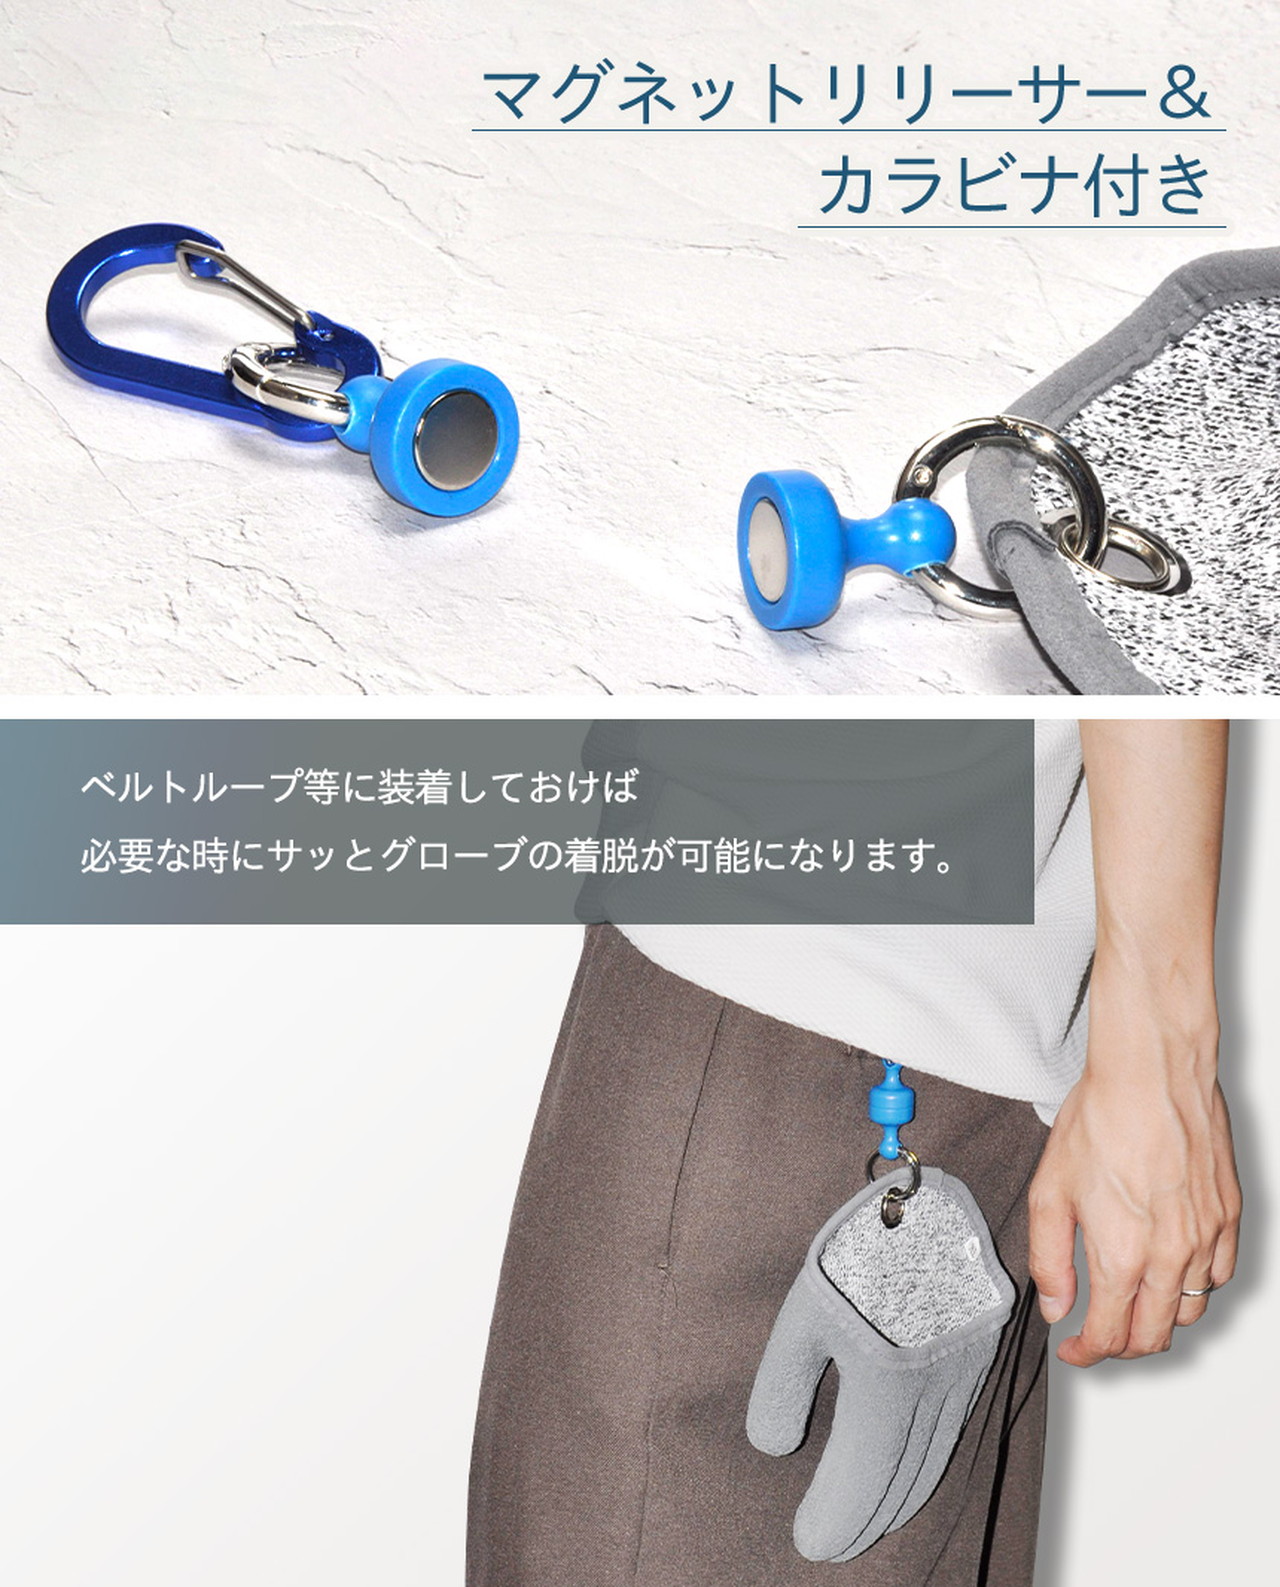 マグネットリリーサー&
カラビナ付き
ベルトループ等に装着しておけば
必要な時にサッとグローブの着脱が可能になります。